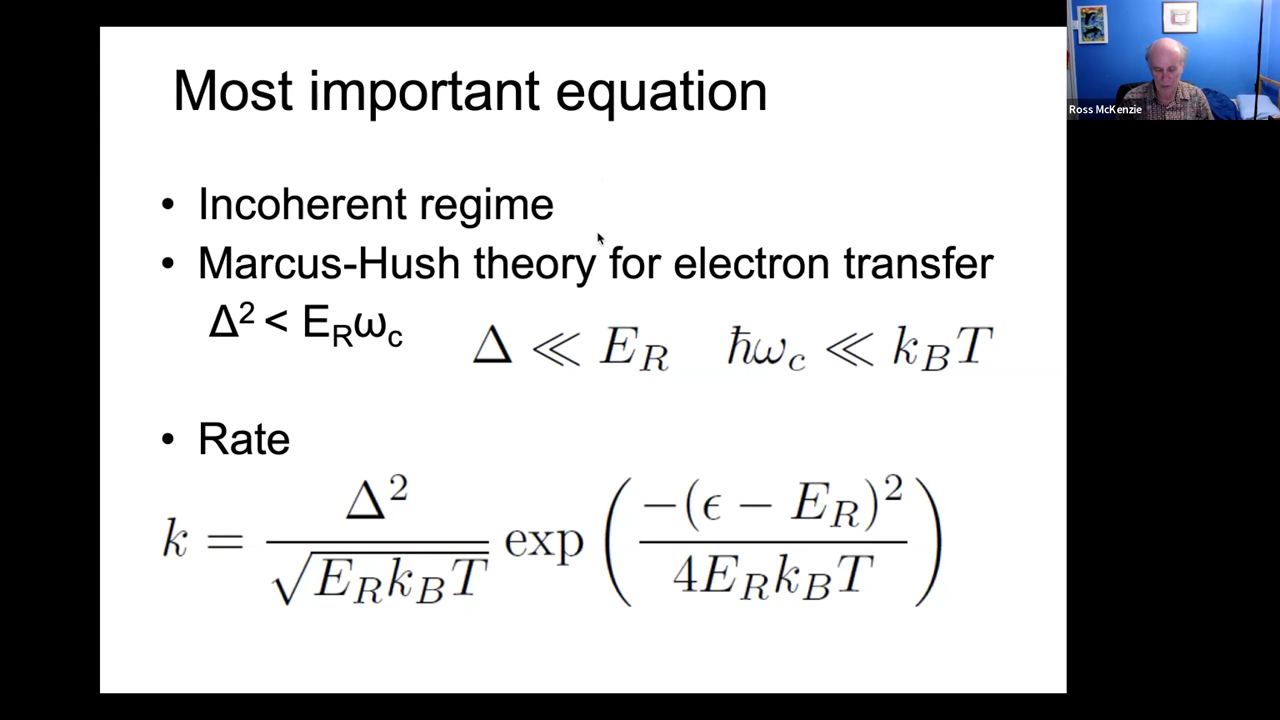 Most important equation
Ross McKenzie
• Incoherent regime
• Marcus-Hush theory for electron transfer
Δ² < E_Rω_c
Δ ≪ E_R ħω_c ≪ k_BT
• Rate
k = Δ² / √(E_R k_B T) exp ( −(ϵ − E_R)² / 4E_R k_B T )